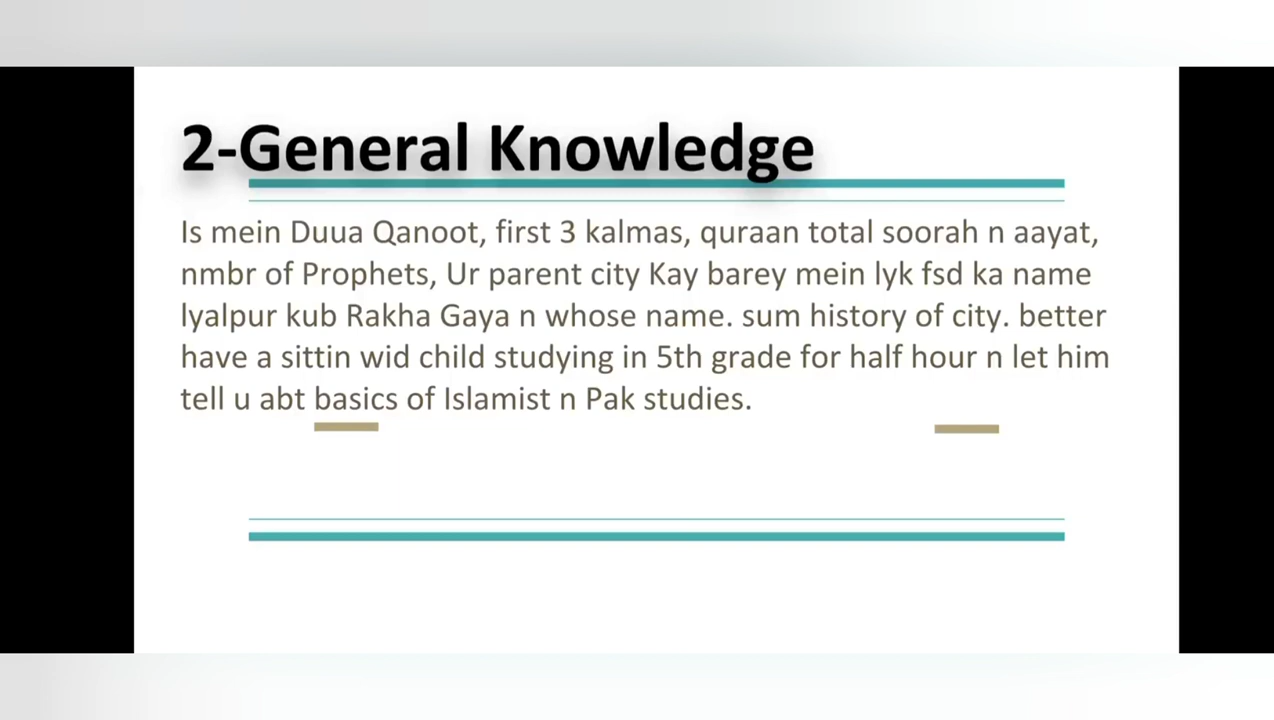 2-General Knowledge
Is mein Duua Qanoot, first 3 kalmas, quraan total soorah n aayat,
nmbr of Prophets, Ur parent city Kay barey mein lyk fsd ka name
lyalpur kub Rakha Gaya n whose name. sum history of city. better
have a sittin wid child studying in 5th grade for half hour n let him
tell u abt basics of Islamist n Pak studies.